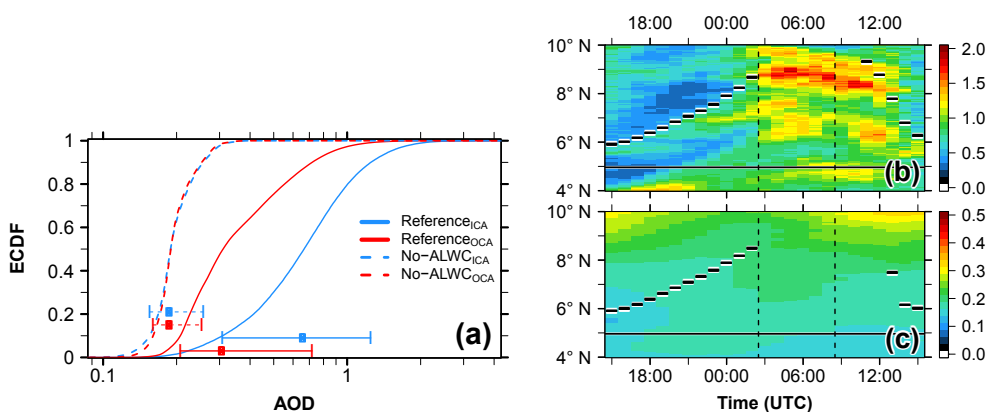 1
0.8
0.6
0.4
0.2
0
ECDF
0.1
1
AOD
Reference_ICA
Reference_OCA
No−ALWC_ICA
No−ALWC_OCA
(a)
18:00 00:00 06:00 12:00
10° N
8° N
6° N
4° N
2.0
1.5
1.0
0.5
0.0
(b)
10° N
8° N
6° N
4° N
0.5
0.4
0.3
0.2
0.1
0.0
(c)
18:00 00:00 06:00 12:00
Time (UTC)